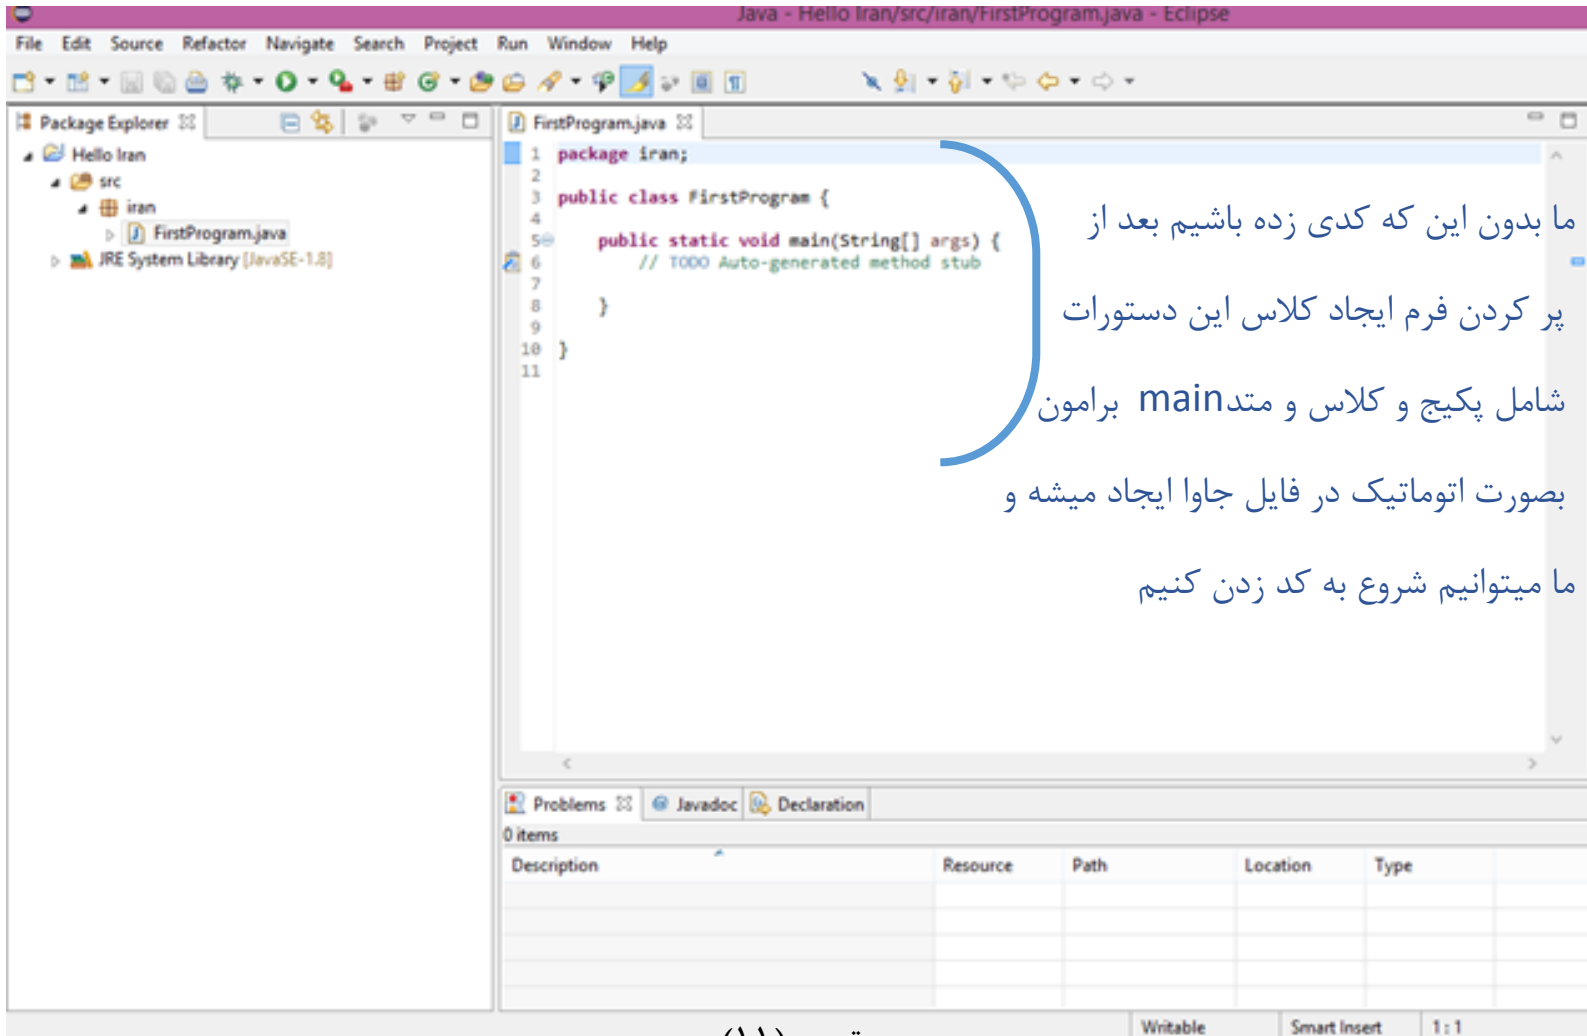 Java - Hello Iran/src/iran/FirstProgram.java - Eclipse
File Edit Source Refactor Navigate Search Project Run Window Help
Package Explorer
Hello Iran
src
iran
FirstProgram.java
JRE System Library [JavaSE-1.8]
FirstProgram.java
1 package iran;
2
3 public class FirstProgram {
4
5 public static void main(String[] args) {
6 // TODO Auto-generated method stub
7
8 }
9
10 }
11
ما بدون این که کدی زده باشیم بعد از
پر کردن فرم ایجاد کلاس این دستورات
شامل پکیج و کلاس و متدmain برامون
بصورت اتوماتیک در فایل جاوا ایجاد میشه و
ما میتوانیم شروع به کد زدن کنیم
Problems Javadoc Declaration
0 items
Description Resource Path Location Type
Writable Smart Insert 1 : 1